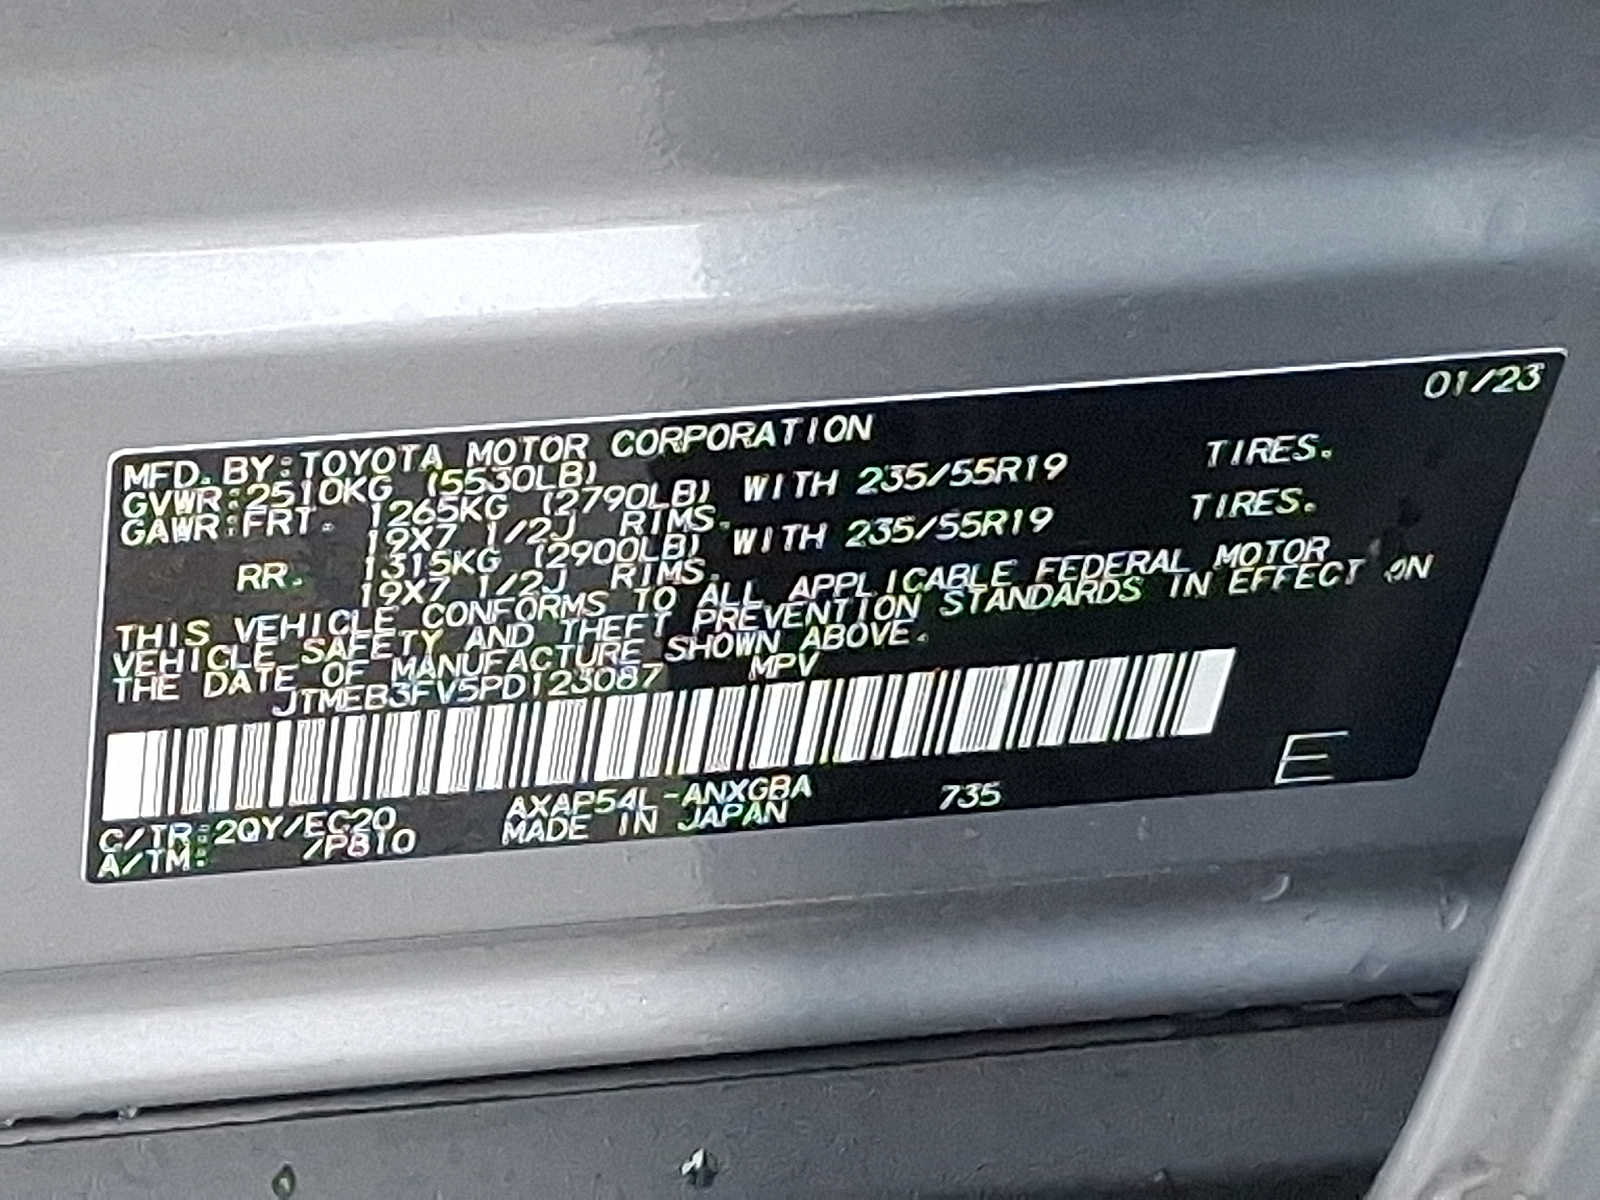 01/23
MFD. BY: TOYOTA MOTOR CORPORATION
GVWR: 2510KG (5530LB)
GAWR: FRT. 1265KG (2790LB) WITH 235/55R19 TIRES.
19X7 1/2J RIMS.
RR. 1315KG (2900LB) WITH 235/55R19 TIRES.
19X7 1/2J RIMS.
THIS VEHICLE CONFORMS TO ALL APPLICABLE FEDERAL MOTOR
VEHICLE SAFETY AND THEFT PREVENTION STANDARDS IN EFFECT ON
THE DATE OF MANUFACTURE SHOWN ABOVE.
JTMEB3FV5PD123087 MPV
E
C/TR: 2QY/EC20 AXAP54L-ANXGBA 735
A/TM: /P810 MADE IN JAPAN